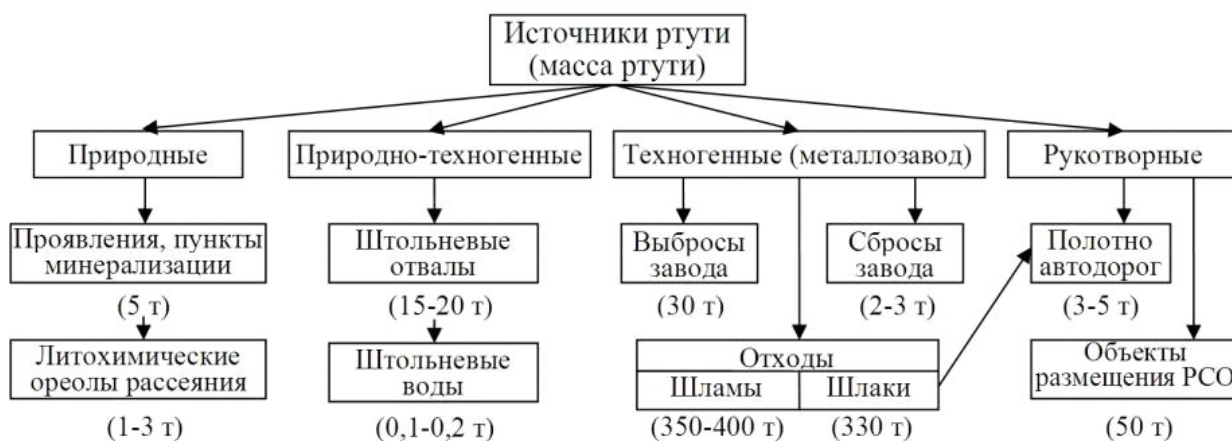 Источники ртути
(масса ртути)
Природные
Природно-техногенные
Техногенные (металлозавод)
Рукотворные
Проявления, пункты
минерализации
(5 т)
Литохимические
ореолы рассеяния
(1-3 т)
Штольневые
отвалы
(15-20 т)
Штольневые
воды
(0,1-0,2 т)
Выбросы
завода
(30 т)
Сбросы
завода
(2-3 т)
Отходы
Шламы
Шлаки
(350-400 т)
(330 т)
Полотно
автодорог
(3-5 т)
Объекты
размещения РСО
(50 т)